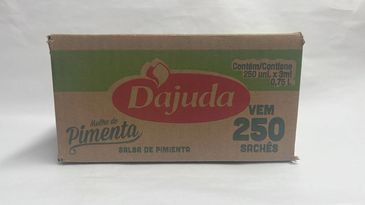 Contém/Contiene
250 uni. x 3ml
0,75 L
Dajuda
Molho de
Pimenta
SALSA DE PIMIENTA
VEM
250
SACHÊS